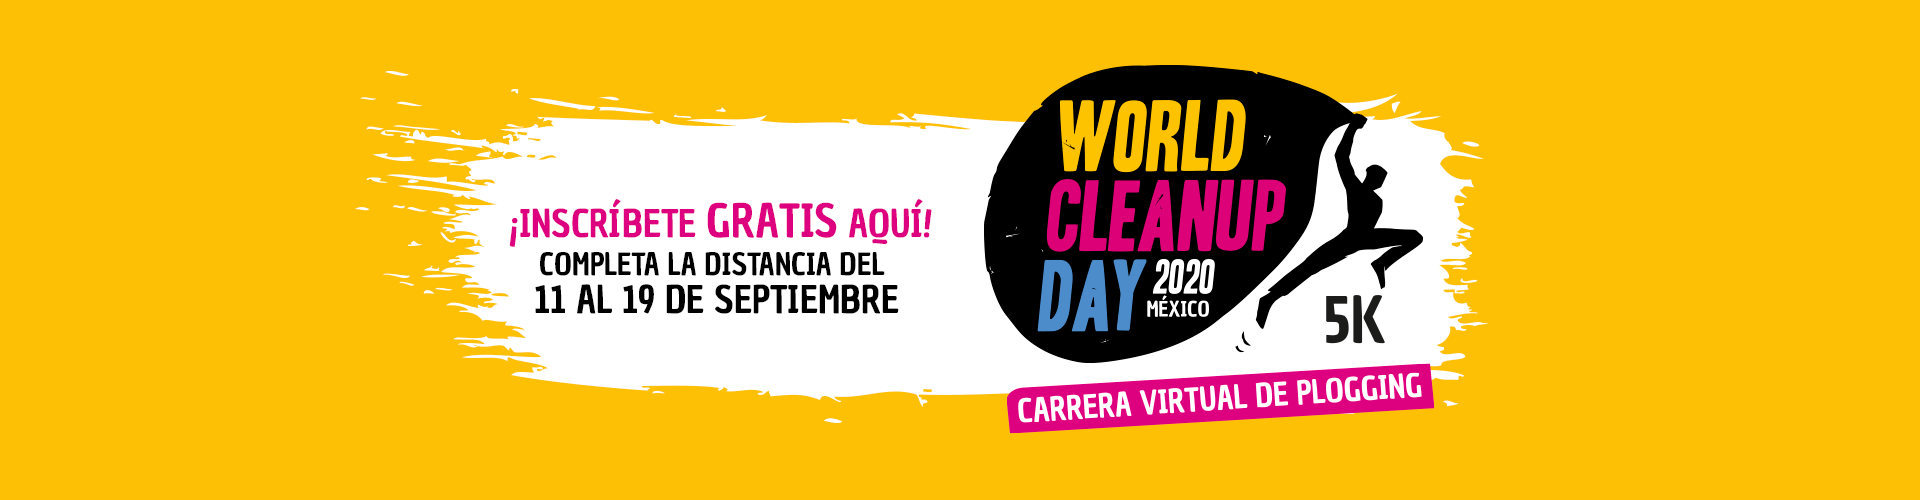 ¡INSCRÍBETE GRATIS AQUÍ!
COMPLETA LA DISTANCIA DEL
11 AL 19 DE SEPTIEMBRE
WORLD
CLEANUP
DAY 2020
MÉXICO
5K
CARRERA VIRTUAL DE PLOGGING